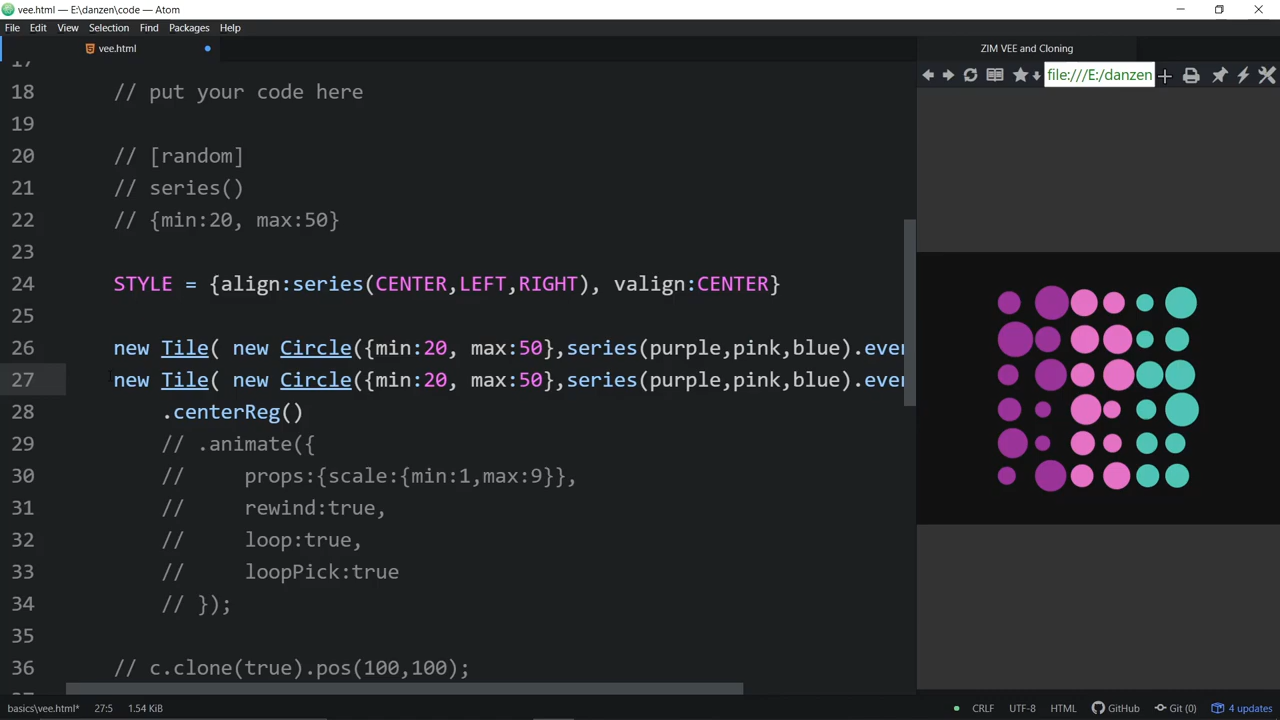 vee.html — E:\danzen\code — Atom
File Edit View Selection Find Packages Help
vee.html
ZIM VEE and Cloning
file:///E:/danzen
17
18 // put your code here
19
20 // [random]
21 // series()
22 // {min:20, max:50}
23
24 STYLE = {align:series(CENTER,LEFT,RIGHT), valign:CENTER}
25
26 new Tile( new Circle({min:20, max:50},series(purple,pink,blue).ever
27 new Tile( new Circle({min:20, max:50},series(purple,pink,blue).ever
28 .centerReg()
29 // .animate({
30 // props:{scale:{min:1,max:9}},
31 // rewind:true,
32 // loop:true,
33 // loopPick:true
34 // });
35
36 // c.clone(true).pos(100,100);
basics\vee.html* 27:5 1.54 KiB CRLF UTF-8 HTML GitHub Git (0) 4 updates